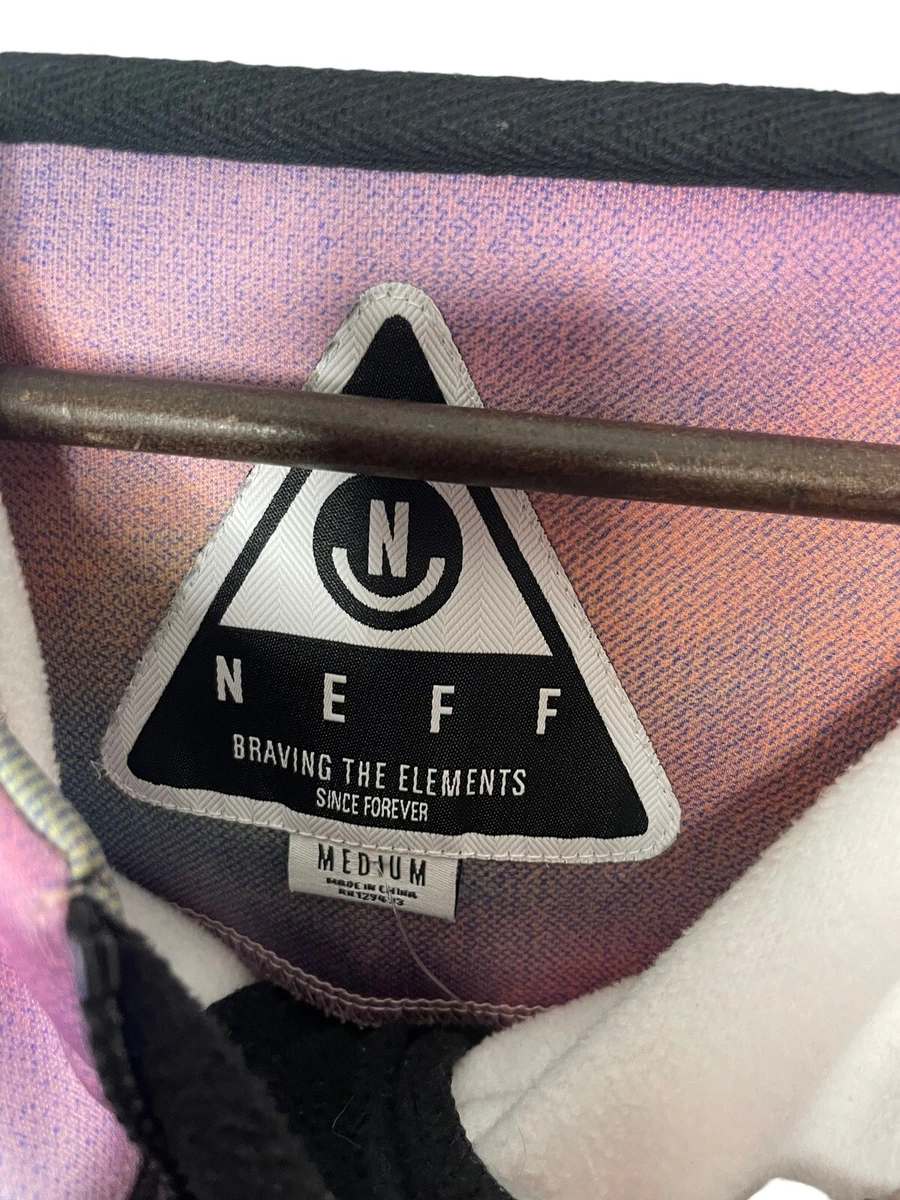 N
NEFF
BRAVING THE ELEMENTS
SINCE FOREVER
MEDIUM
MADE IN CHINA